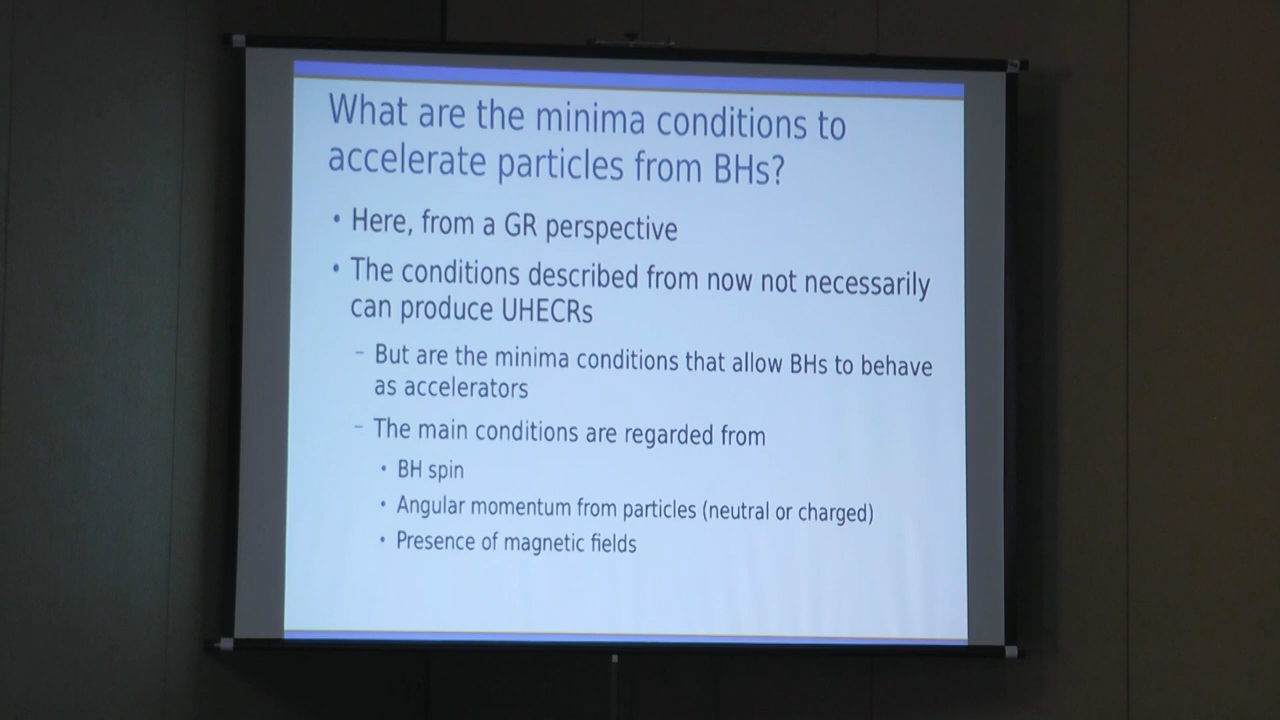 What are the minima conditions to
accelerate particles from BHs?
• Here, from a GR perspective
• The conditions described from now not necessarily
can produce UHECRs
– But are the minima conditions that allow BHs to behave
as accelerators
– The main conditions are regarded from
• BH spin
• Angular momentum from particles (neutral or charged)
• Presence of magnetic fields